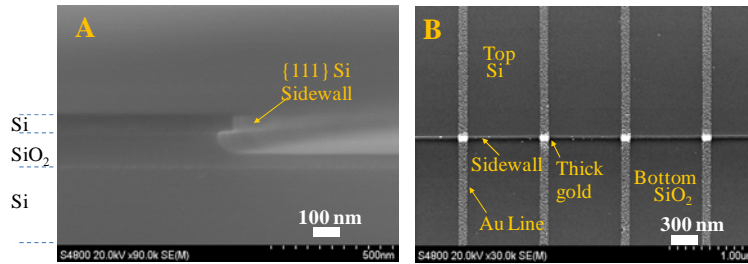 A
{111} Si
Sidewall
Si
SiO2
Si
100 nm
S4800 20.0kV x90.0k SE(M)
500nm
B
Top
Si
Sidewall
Thick
gold
Bottom
SiO2
Au Line
300 nm
S4800 20.0kV x30.0k SE(M)
1.00u